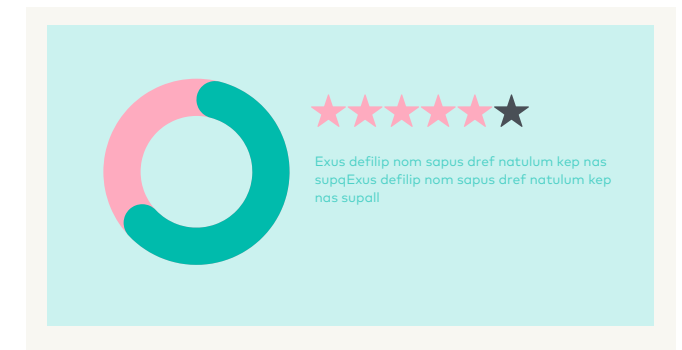 Exus defilip nom sapus dref natulum kep nas
supqExus defilip nom sapus dref natulum kep
nas supall